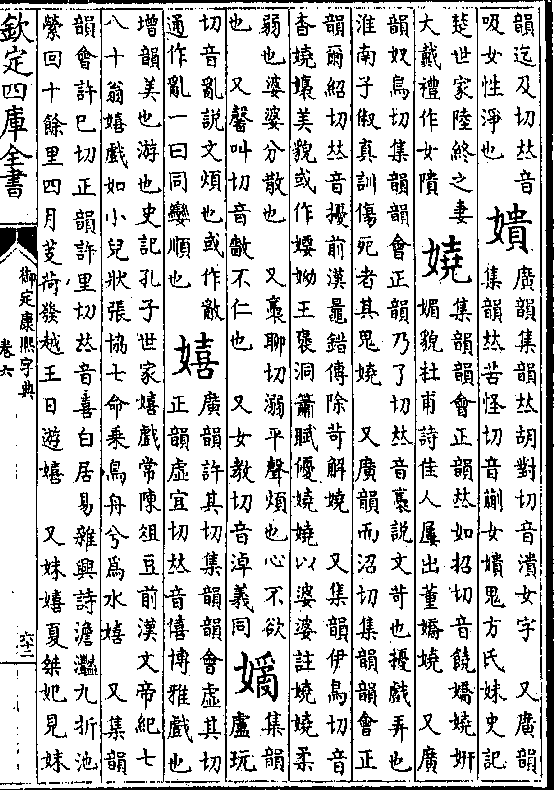 韻迄及切𠀤音
吸女性淨也
嬇
廣韻集韻𠀤胡對切音潰女字　又廣韻
集韻𠀤苦怪切音蒯女嬇鬼方氏妹史記
楚世家陸終之妻
大戴禮作女隤
嬈
集韻韻會正韻𠀤如招切音饒嬌嬈妍
媚貌杜甫詩佳人屢出董嬌嬈　又廣
韻奴鳥切集韻韻會正韻乃了切𠀤音褭說文苛也擾戲弄也
淮南子俶真訓傷宛者其鬼嬈　又廣韻而沼切集韻韻會正
韻爾紹切𠀤音擾前漢鼂錯傳除苛解嬈　又集韻伊鳥切音
杳嬈嬢美貌或作王褒洞簫賦優嬈嬈以婆娑註嬈嬈柔
弱也婆娑分散也　又褭聊切溺平聲煩也心不欲
也　又馨叫切音歗不仁也　又女教切音淖義同
集韻
盧玩
切音亂說文煩也或作
通作亂一曰同孌順也
嬉
廣韻許其切集韻韻會虛其切
正韻虛宜切𠀤音僖博雅戲也
增韻美也游也史記孔子世家嬉戲常陳俎豆前漢文帝紀七
八十翁嬉戲如小兒狀張協七命乘鳥舟兮爲水嬉　又集韻
韻會許巳切正韻許里切𠀤音喜白居易雜興詩澹灩九折池
縈回十餘里四月芰荷發越王日遊嬉　又妹嬉夏桀妃見妹
欽定四庫全書
御定康熙字典
卷六
六十二